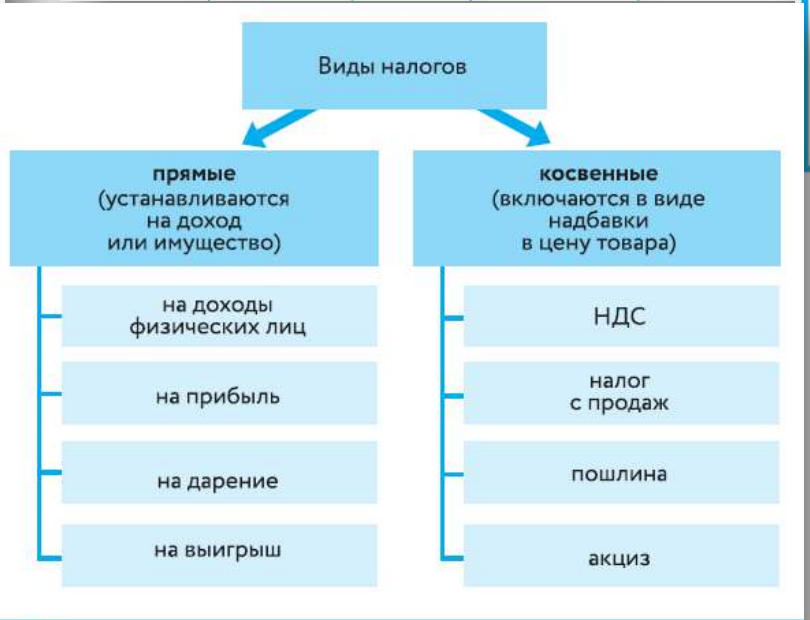 Виды налогов
прямые
(устанавливаются
на доход
или имущество)
на доходы
физических лиц
на прибыль
на дарение
на выигрыш
косвенные
(включаются в виде
надбавки
в цену товара)
НДС
налог
с продаж
пошлина
акциз